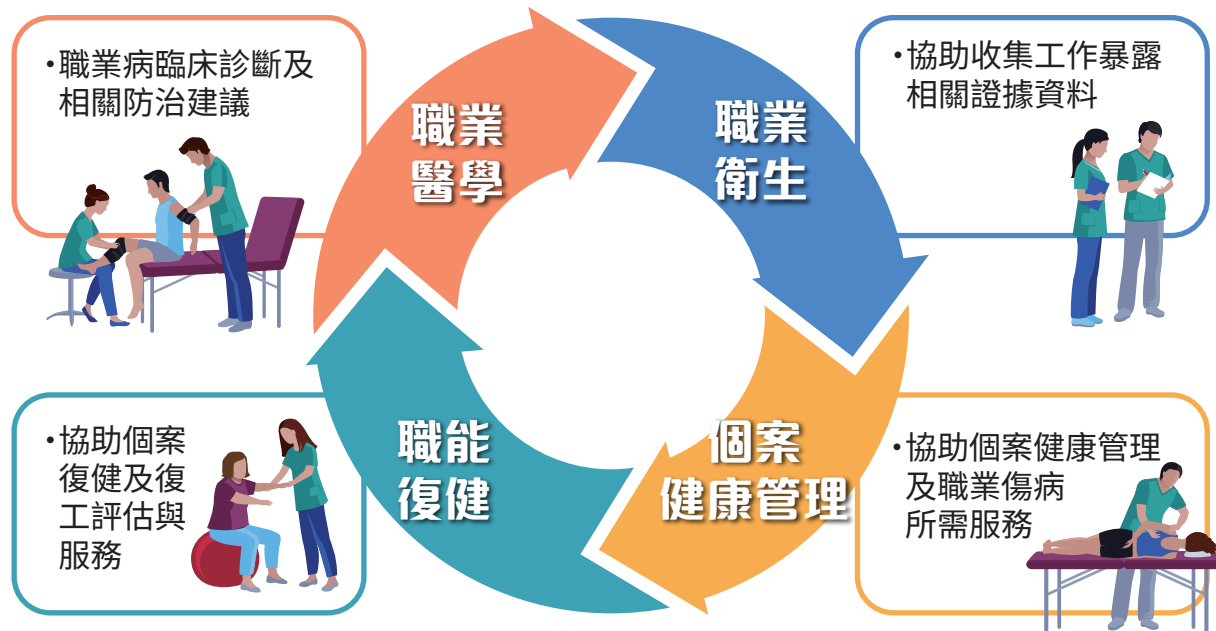 ・職業病臨床診斷及
相關防治建議
職業
醫學
職業
衛生
・協助收集工作暴露
相關證據資料
・協助個案
復健及復
工評估與
服務
職能
復健
個案
健康管理
・協助個案健康管理
及職業傷病
所需服務